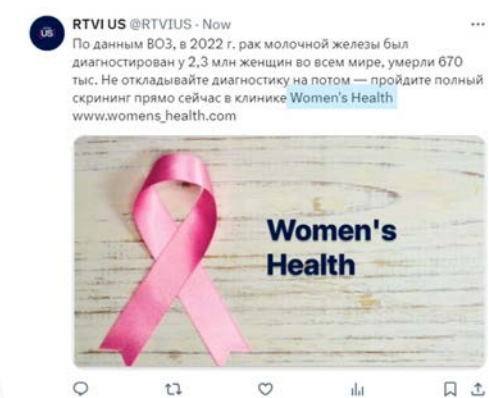 US
RTVI US @RTVIUS · Now
По данным ВОЗ, в 2022 г. рак молочной железы был
диагностирован у 2,3 млн женщин во всем мире, умерли 670
тыс. Не откладывайте диагностику на потом — пройдите полный
скрининг прямо сейчас в клинике Women's Health
www.womens_health.com
Women's
Health